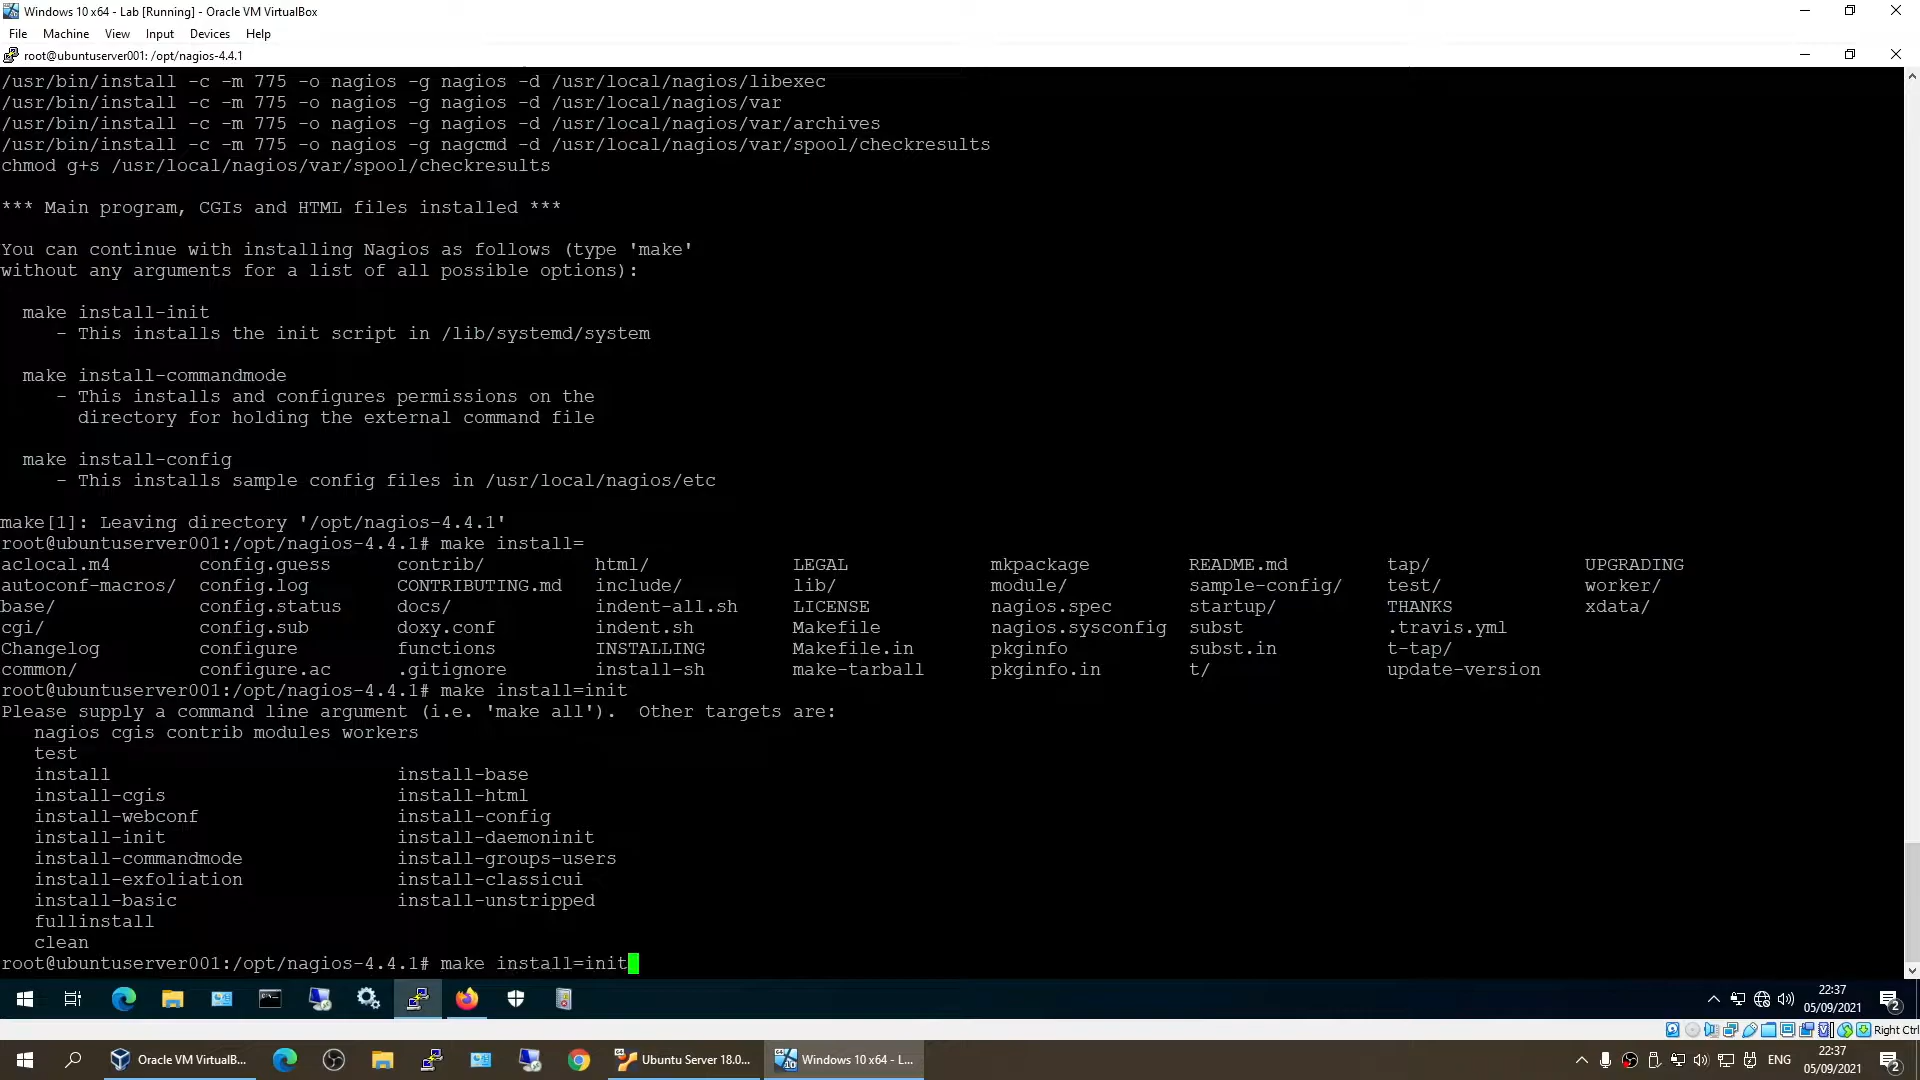 Windows 10 x64 - Lab [Running] - Oracle VM VirtualBox
File Machine View Input Devices Help
root@ubuntuserver001: /opt/nagios-4.4.1
/usr/bin/install -c -m 775 -o nagios -g nagios -d /usr/local/nagios/libexec
/usr/bin/install -c -m 775 -o nagios -g nagios -d /usr/local/nagios/var
/usr/bin/install -c -m 775 -o nagios -g nagios -d /usr/local/nagios/var/archives
/usr/bin/install -c -m 775 -o nagios -g nagcmd -d /usr/local/nagios/var/spool/checkresults
chmod g+s /usr/local/nagios/var/spool/checkresults
*** Main program, CGIs and HTML files installed ***
You can continue with installing Nagios as follows (type 'make'
without any arguments for a list of all possible options):
make install-init
- This installs the init script in /lib/systemd/system
make install-commandmode
- This installs and configures permissions on the
directory for holding the external command file
make install-config
- This installs sample config files in /usr/local/nagios/etc
make[1]: Leaving directory '/opt/nagios-4.4.1'
root@ubuntuserver001:/opt/nagios-4.4.1# make install=
aclocal.m4 config.guess contrib/ html/ LEGAL mkpackage README.md tap/ UPGRADING
autoconf-macros/ config.log CONTRIBUTING.md include/ lib/ module/ sample-config/ test/ worker/
base/ config.status docs/ indent-all.sh LICENSE nagios.spec startup/ THANKS xdata/
cgi/ config.sub doxy.conf indent.sh Makefile nagios.sysconfig subst .travis.yml
Changelog configure functions INSTALLING Makefile.in pkginfo subst.in t-tap/
common/ configure.ac .gitignore install-sh make-tarball pkginfo.in t/ update-version
root@ubuntuserver001:/opt/nagios-4.4.1# make install=init
Please supply a command line argument (i.e. 'make all'). Other targets are:
nagios cgis contrib modules workers
test
install install-base
install-cgis install-html
install-webconf install-config
install-init install-daemoninit
install-commandmode install-groups-users
install-exfoliation install-classicui
install-basic install-unstripped
fullinstall
clean
root@ubuntuserver001:/opt/nagios-4.4.1# make install=init
22:37
05/09/2021
2
Right Ctrl
Oracle VM VirtualB...
Ubuntu Server 18.0...
Windows 10 x64 - L...
ENG
22:37
05/09/2021
2